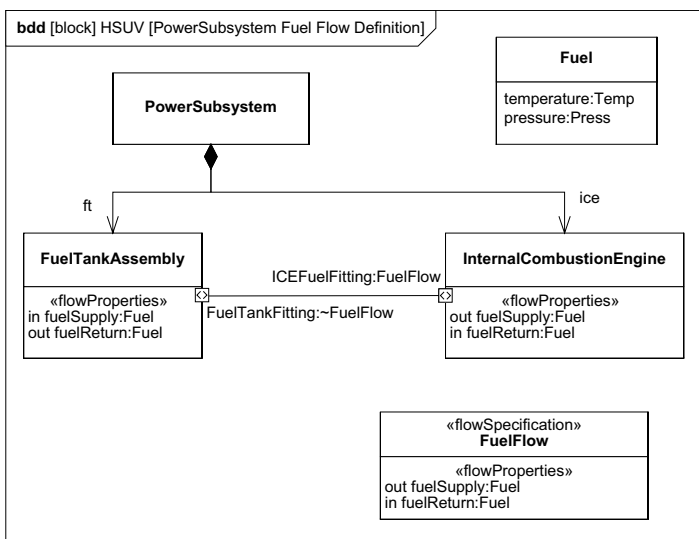 bdd [block] HSUV [PowerSubsystem Fuel Flow Definition]
Fuel
temperature:Temp
pressure:Press
PowerSubsystem
ft
ice
FuelTankAssembly
«flowProperties»
in fuelSupply:Fuel
out fuelReturn:Fuel
ICEFuelFitting:FuelFlow
FuelTankFitting:~FuelFlow
InternalCombustionEngine
«flowProperties»
out fuelSupply:Fuel
in fuelReturn:Fuel
«flowSpecification»
FuelFlow
«flowProperties»
out fuelSupply:Fuel
in fuelReturn:Fuel